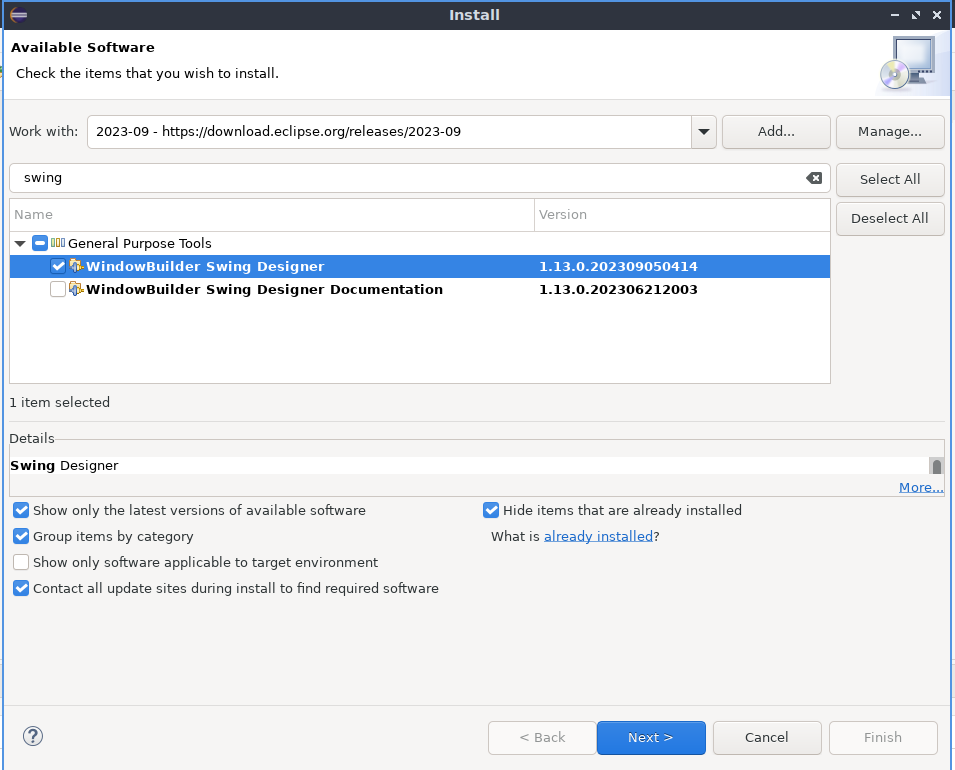 Install
Available Software
Check the items that you wish to install.
Work with: 2023-09 - https://download.eclipse.org/releases/2023-09 Add... Manage...
swing Select All
Name Version Deselect All
General Purpose Tools
WindowBuilder Swing Designer 1.13.0.202309050414
WindowBuilder Swing Designer Documentation 1.13.0.202306212003
1 item selected
Details
Swing Designer
More...
Show only the latest versions of available software Hide items that are already installed
Group items by category What is already installed?
Show only software applicable to target environment
Contact all update sites during install to find required software
? < Back Next > Cancel Finish